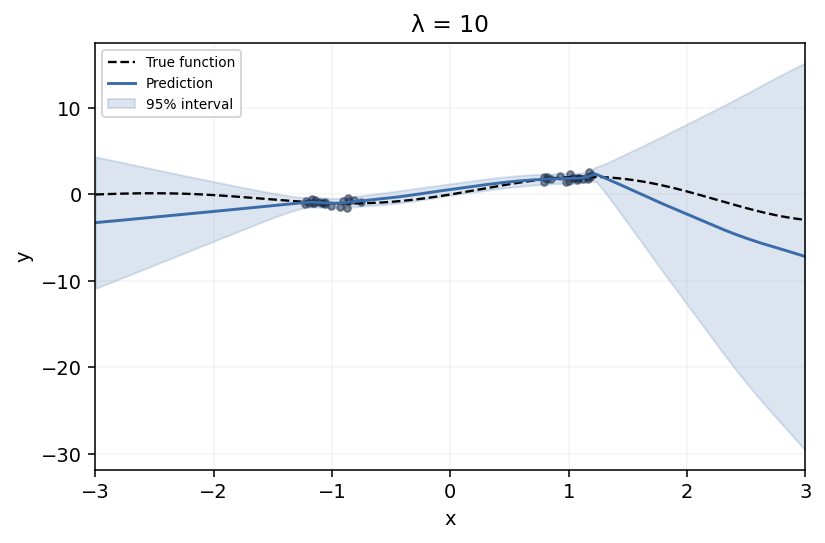 λ = 10
True function
Prediction
95% interval
y
10
0
−10
−20
−30
−3
−2
−1
0
1
2
3
x